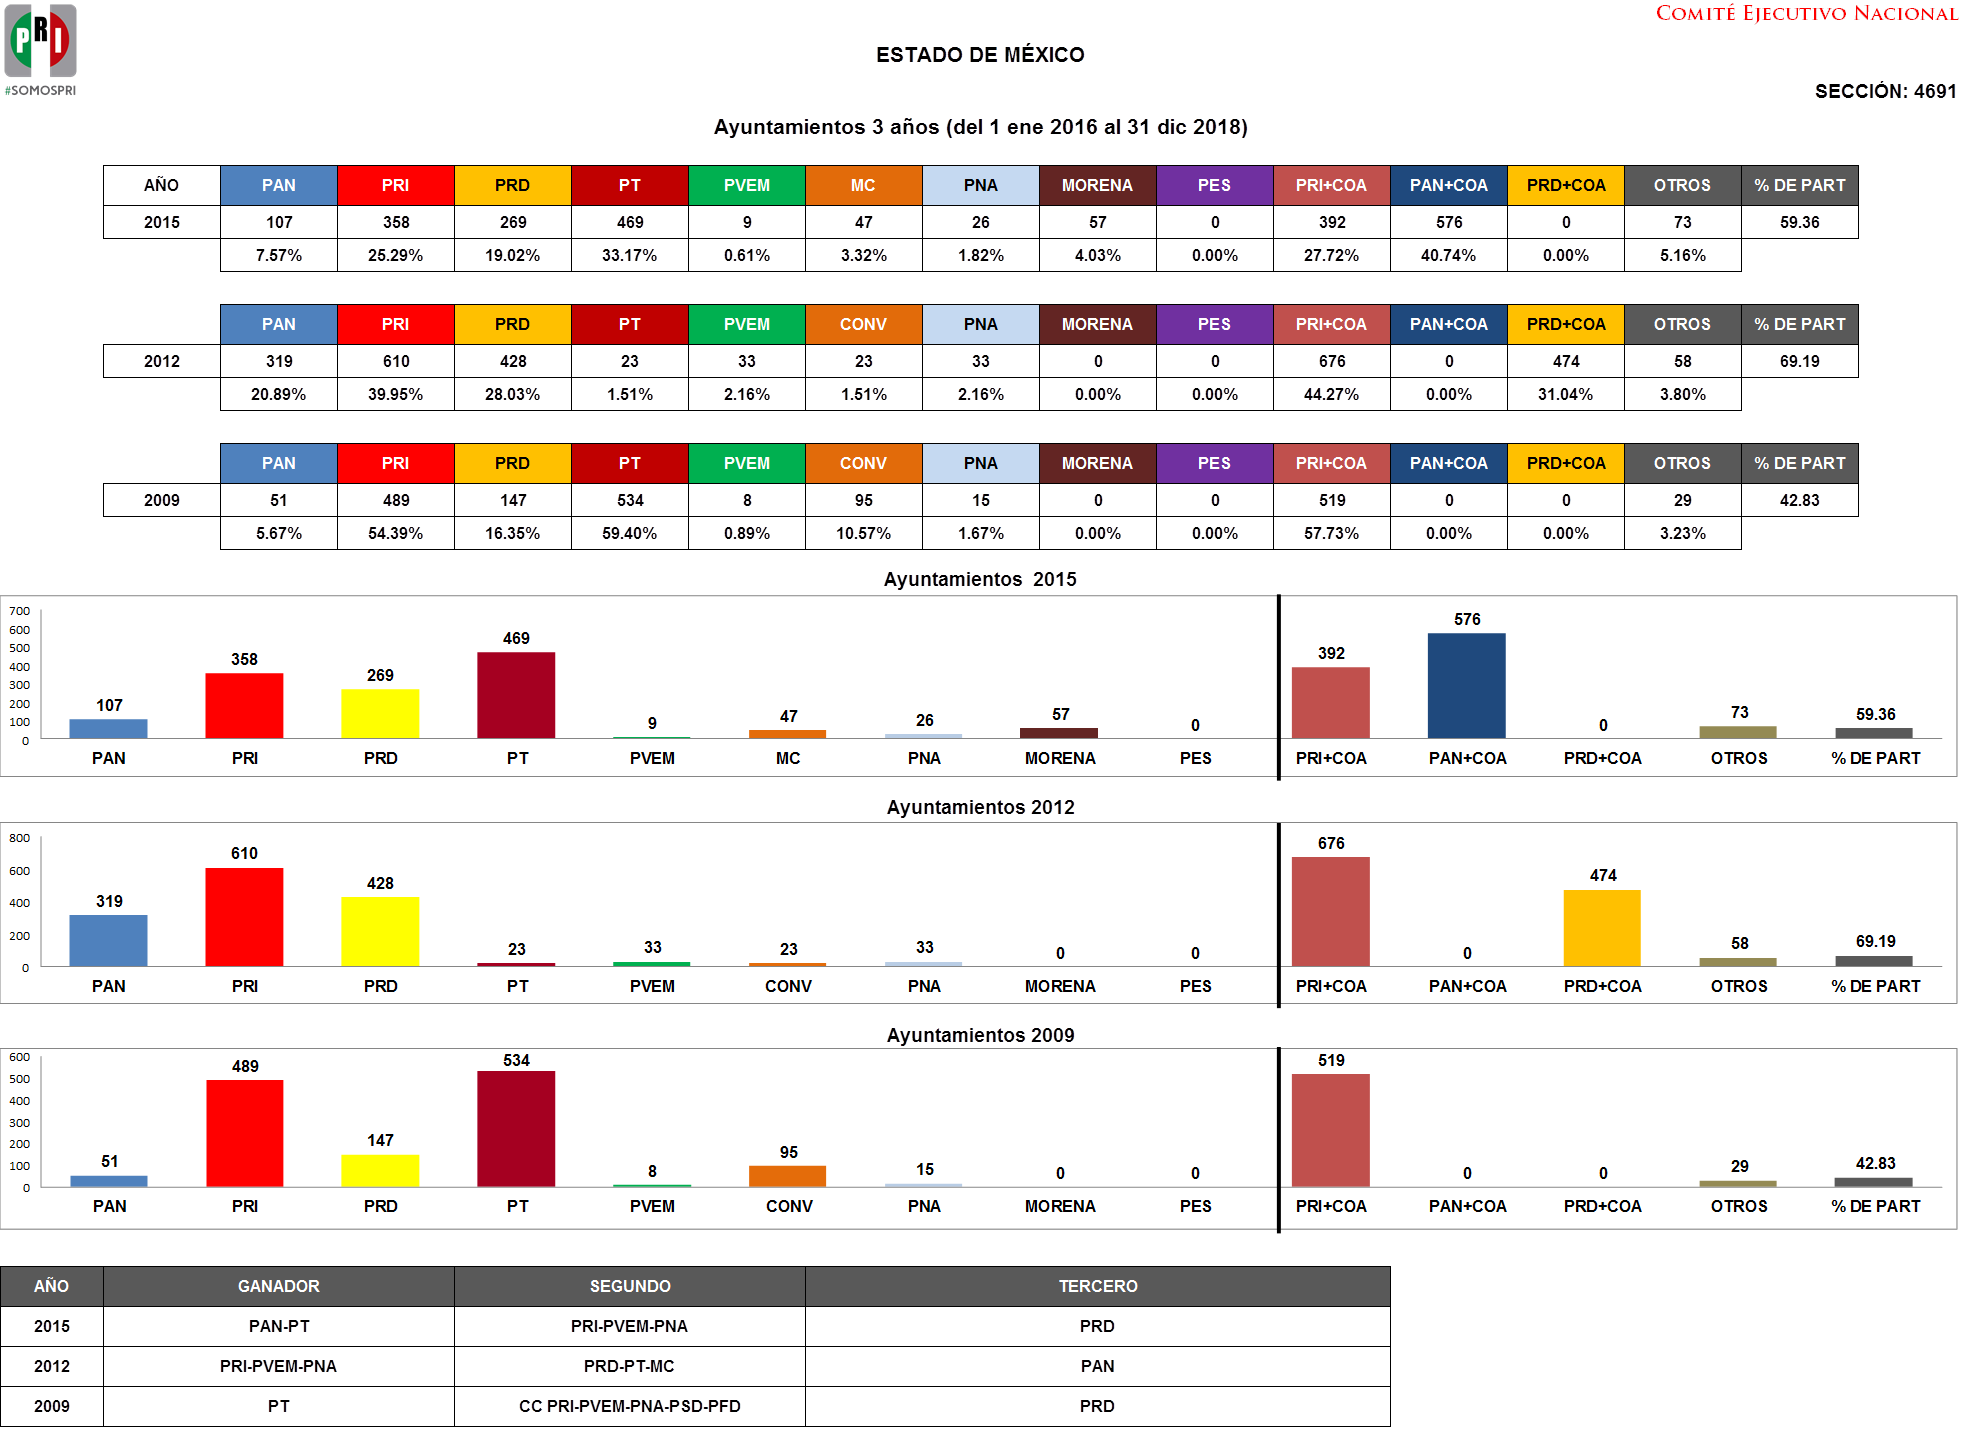 PRI
#SOMOSPRI
COMITÉ EJECUTIVO NACIONAL
ESTADO DE MÉXICO
SECCIÓN: 4691
Ayuntamientos 3 años (del 1 ene 2016 al 31 dic 2018)
AÑO PAN PRI PRD PT PVEM MC PNA MORENA PES PRI+COA PAN+COA PRD+COA OTROS % DE PART
2015 107 358 269 469 9 47 26 57 0 392 576 0 73 59.36
7.57% 25.29% 19.02% 33.17% 0.61% 3.32% 1.82% 4.03% 0.00% 27.72% 40.74% 0.00% 5.16%
PAN PRI PRD PT PVEM CONV PNA MORENA PES PRI+COA PAN+COA PRD+COA OTROS % DE PART
2012 319 610 428 23 33 23 33 0 0 676 0 474 58 69.19
20.89% 39.95% 28.03% 1.51% 2.16% 1.51% 2.16% 0.00% 0.00% 44.27% 0.00% 31.04% 3.80%
PAN PRI PRD PT PVEM CONV PNA MORENA PES PRI+COA PAN+COA PRD+COA OTROS % DE PART
2009 51 489 147 534 8 95 15 0 0 519 0 0 29 42.83
5.67% 54.39% 16.35% 59.40% 0.89% 10.57% 1.67% 0.00% 0.00% 57.73% 0.00% 0.00% 3.23%
Ayuntamientos 2015
700
600
500
400
300
200
100
0
107 358 269 469 9 47 26 57 0 392 576 0 73 59.36
PAN PRI PRD PT PVEM MC PNA MORENA PES PRI+COA PAN+COA PRD+COA OTROS % DE PART
Ayuntamientos 2012
800
600
400
200
0
319 610 428 23 33 23 33 0 0 676 0 474 58 69.19
PAN PRI PRD PT PVEM CONV PNA MORENA PES PRI+COA PAN+COA PRD+COA OTROS % DE PART
Ayuntamientos 2009
600
500
400
300
200
100
0
51 489 147 534 8 95 15 0 0 519 0 0 29 42.83
PAN PRI PRD PT PVEM CONV PNA MORENA PES PRI+COA PAN+COA PRD+COA OTROS % DE PART
AÑO GANADOR SEGUNDO TERCERO
2015 PAN-PT PRI-PVEM-PNA PRD
2012 PRI-PVEM-PNA PRD-PT-MC PAN
2009 PT CC PRI-PVEM-PNA-PSD-PFD PRD